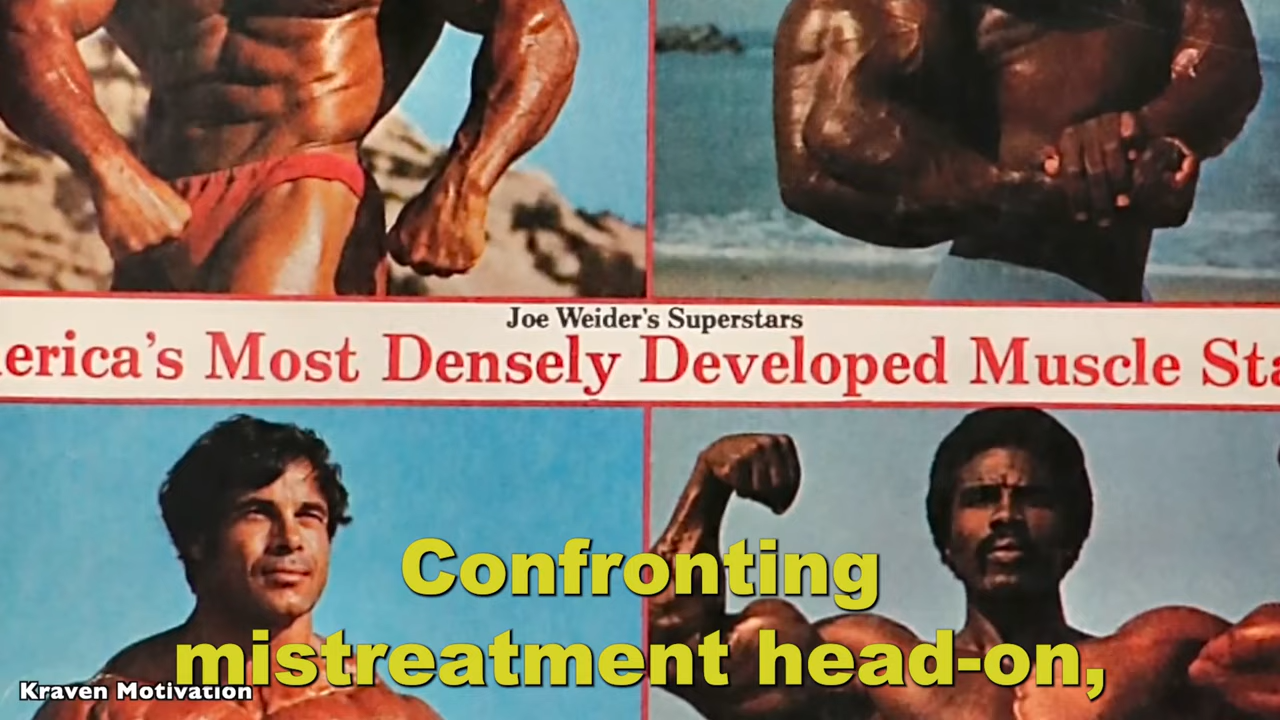 Joe Weider's Superstars
erica's Most Densely Developed Muscle Sta
Confronting
mistreatment head-on,
Kraven Motivation